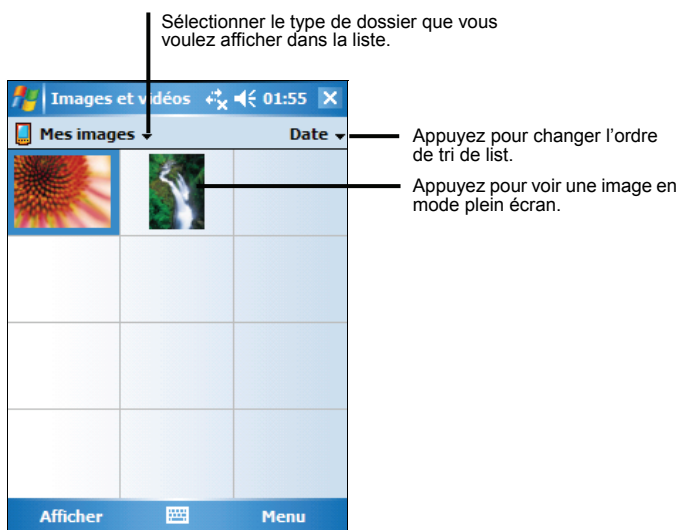 Sélectionner le type de dossier que vous
voulez afficher dans la liste.
Images et vidéos 01:55
Mes images Date
Appuyez pour changer l’ordre
de tri de list.
Appuyez pour voir une image en
mode plein écran.
Afficher Menu